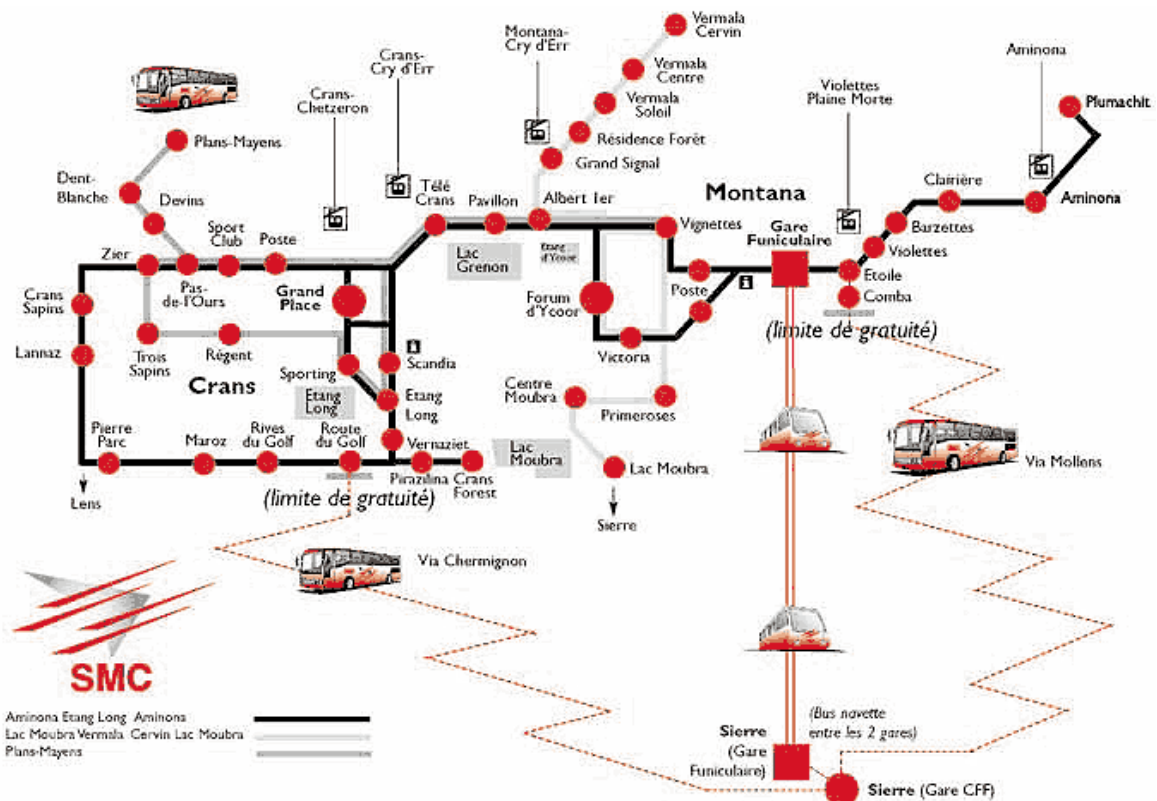 Vermala
Cervin
Montana-
Cry d'Err
Crans-
Cry d'Err
Aminona
Vermala
Centre
Crans-
Chetzeron
Violettes
Plaine Morte
Vermala
Soloil
Plumachit
Plans-Mayens
Résidence Forêt
Grand Signal
Dent-
Blanche
Devins
Télé
Crans
Pavillon
Albert 1er
Montana
Clairière
Aminona
Sport
Club
Poste
Vignettes
Gare
Funiculaire
Barzettes
Zier
Lac
Grenon
Etang
d'Ycoor
Violettes
Pas-
de-l'Ours
Grand
Place
Forum
d'Ycoor
Poste
Etoile
Comba
Crans
Sapins
(limite de gratuité)
Lannaz
Trois
Sapins
Régent
Crans
Sporting
Scandia
Victoria
Etang
Long
Etang
Long
Centre
Moubra
Primeroses
Pierre
Parc
Maroz
Rives
du Golf
Route
du Golf
Vernaziet
Lac
Moubra
Lac Moubra
Via Mollens
Pirazilina
Crans
Forest
Lens
(limite de gratuité)
Sierre
Via Chermignon
SMC
Aminona Etang Long Aminona
Lac Moubra Vermala Cervin Lac Moubra
Plans-Mayens
(Bus navette
entre les 2 gares)
Sierre
(Gare
Funiculaire)
Sierre (Gare CFF)